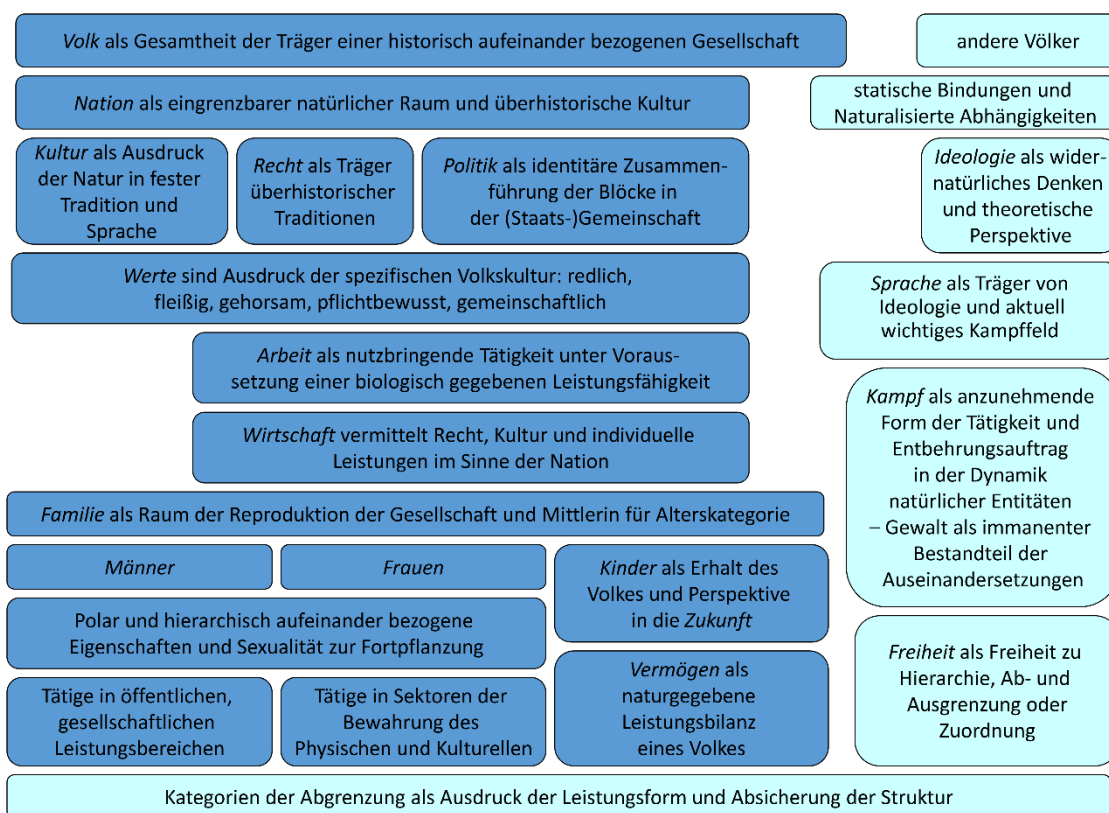 Volk als Gesamtheit der Träger einer historisch aufeinander bezogenen Gesellschaft
andere Völker
Nation als eingrenzbarer natürlicher Raum und überhistorische Kultur
statische Bindungen und
Naturalisierte Abhängigkeiten
Kultur als Ausdruck
der Natur in fester
Tradition und
Sprache
Recht als Träger
überhistorischer
Traditionen
Politik als identitäre Zusammen-
führung der Blöcke in
der (Staats-)Gemeinschaft
Ideologie als wider-
natürliches Denken
und theoretische
Perspektive
Werte sind Ausdruck der spezifischen Volkskultur: redlich,
fleißig, gehorsam, pflichtbewusst, gemeinschaftlich
Sprache als Träger von
Ideologie und aktuell
wichtiges Kampffeld
Arbeit als nutzbringende Tätigkeit unter Voraus-
setzung einer biologisch gegebenen Leistungsfähigkeit
Kampf als anzunehmende
Form der Tätigkeit und
Entbehrungsauftrag
in der Dynamik
natürlicher Entitäten
– Gewalt als immanenter
Bestandteil der
Auseinandersetzungen
Wirtschaft vermittelt Recht, Kultur und individuelle
Leistungen im Sinne der Nation
Familie als Raum der Reproduktion der Gesellschaft und Mittlerin für Alterskategorie
Männer
Frauen
Kinder als Erhalt des
Volkes und Perspektive
in die Zukunft
Polar und hierarchisch aufeinander bezogene
Eigenschaften und Sexualität zur Fortpflanzung
Freiheit als Freiheit zu
Hierarchie, Ab- und
Ausgrenzung oder
Zuordnung
Tätige in öffentlichen,
gesellschaftlichen
Leistungsbereichen
Tätige in Sektoren der
Bewahrung des
Physischen und Kulturellen
Vermögen als
naturgegebene
Leistungsbilanz
eines Volkes
Kategorien der Abgrenzung als Ausdruck der Leistungsform und Absicherung der Struktur